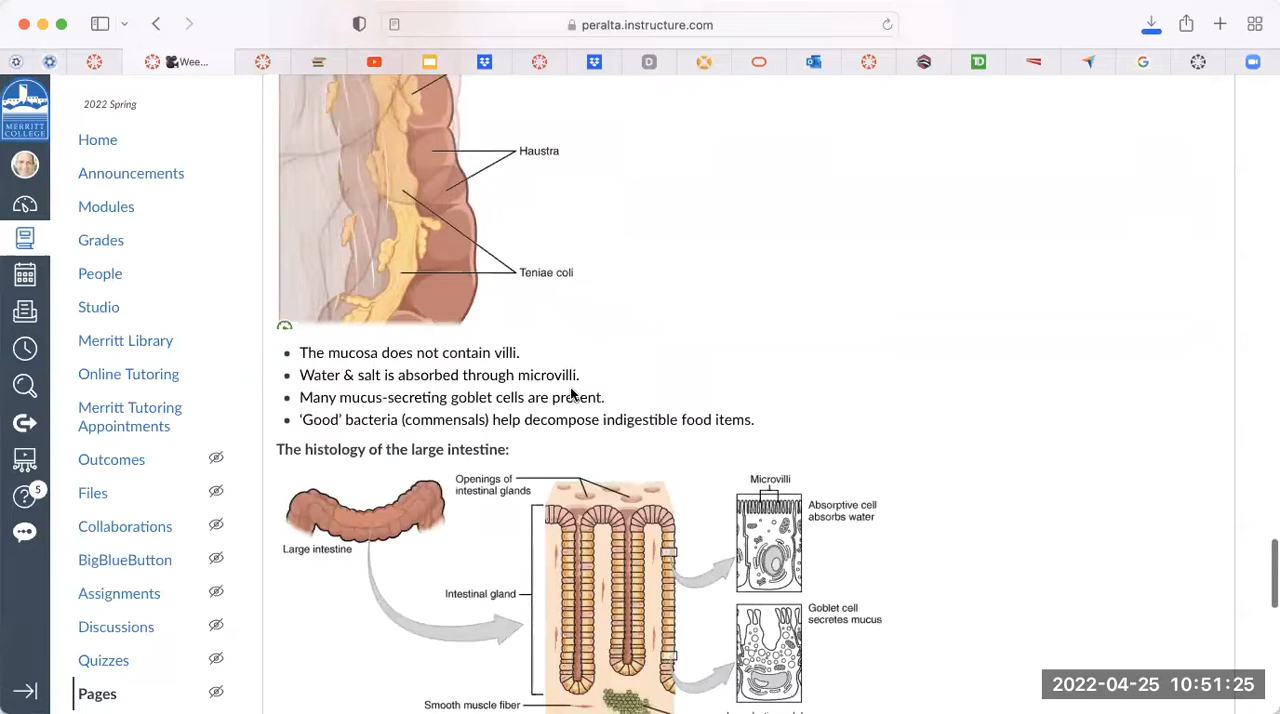 peralta.instructure.com
Wee...
2022 Spring
MERRITT
COLLEGE
Home
Announcements
Modules
Grades
People
Studio
Merritt Library
Online Tutoring
Merritt Tutoring
Appointments
Outcomes
Files
Collaborations
BigBlueButton
Assignments
Discussions
Quizzes
Pages
5
Haustra
Teniae coli
The mucosa does not contain villi.
Water & salt is absorbed through microvilli.
Many mucus-secreting goblet cells are present.
‘Good’ bacteria (commensals) help decompose indigestible food items.
The histology of the large intestine:
Openings of
intestinal glands
Large intestine
Intestinal gland
Smooth muscle fiber
Microvilli
Absorptive cell
absorbs water
Goblet cell
secretes mucus
2022-04-25 10:51:25